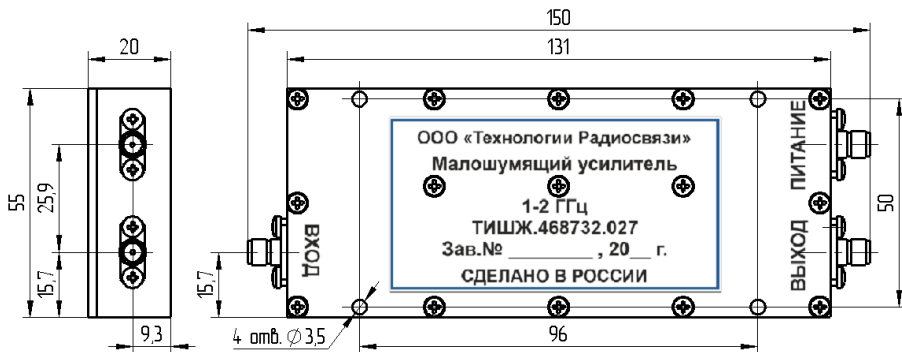 150
20
131
ООО «Технологии Радиосвязи»
Малошумящий усилитель
1-2 ГГц
ТИШЖ.468732.027
Зав.№ ________ , 20__ г.
СДЕЛАНО В РОССИИ
ВХОД
ПИТАНИЕ
ВЫХОД
55
25,9
15,7
9,3
15,7
50
4 отв. ∅3,5
96